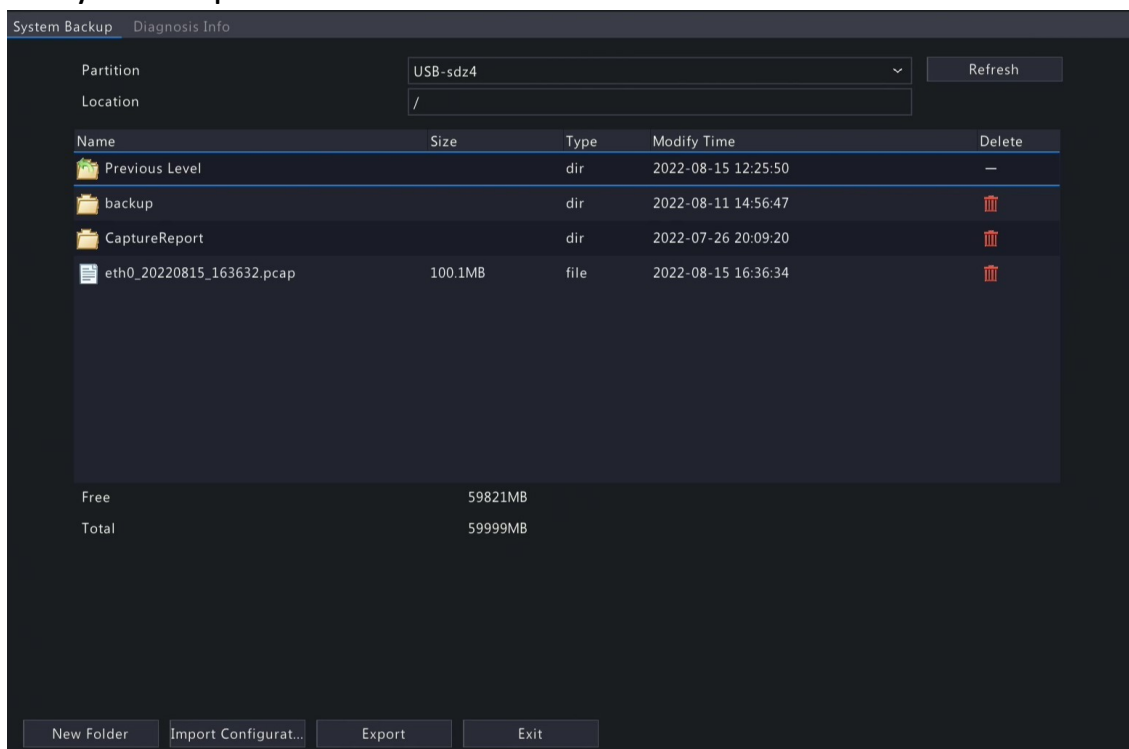 System Backup Diagnosis Info
Partition USB-sdz4 Refresh
Location /
Name Size Type Modify Time Delete
Previous Level dir 2022-08-15 12:25:50 —
backup dir 2022-08-11 14:56:47
CaptureReport dir 2022-07-26 20:09:20
eth0_20220815_163632.pcap 100.1MB file 2022-08-15 16:36:34
Free 59821MB
Total 59999MB
New Folder Import Configurat... Export Exit